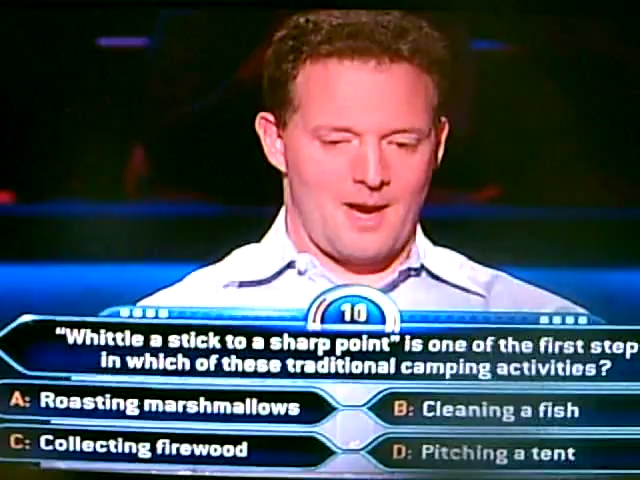 10
"Whittle a stick to a sharp point" is one of the first step
in which of these traditional camping activities?
A: Roasting marshmallows
B: Cleaning a fish
C: Collecting firewood
D: Pitching a tent